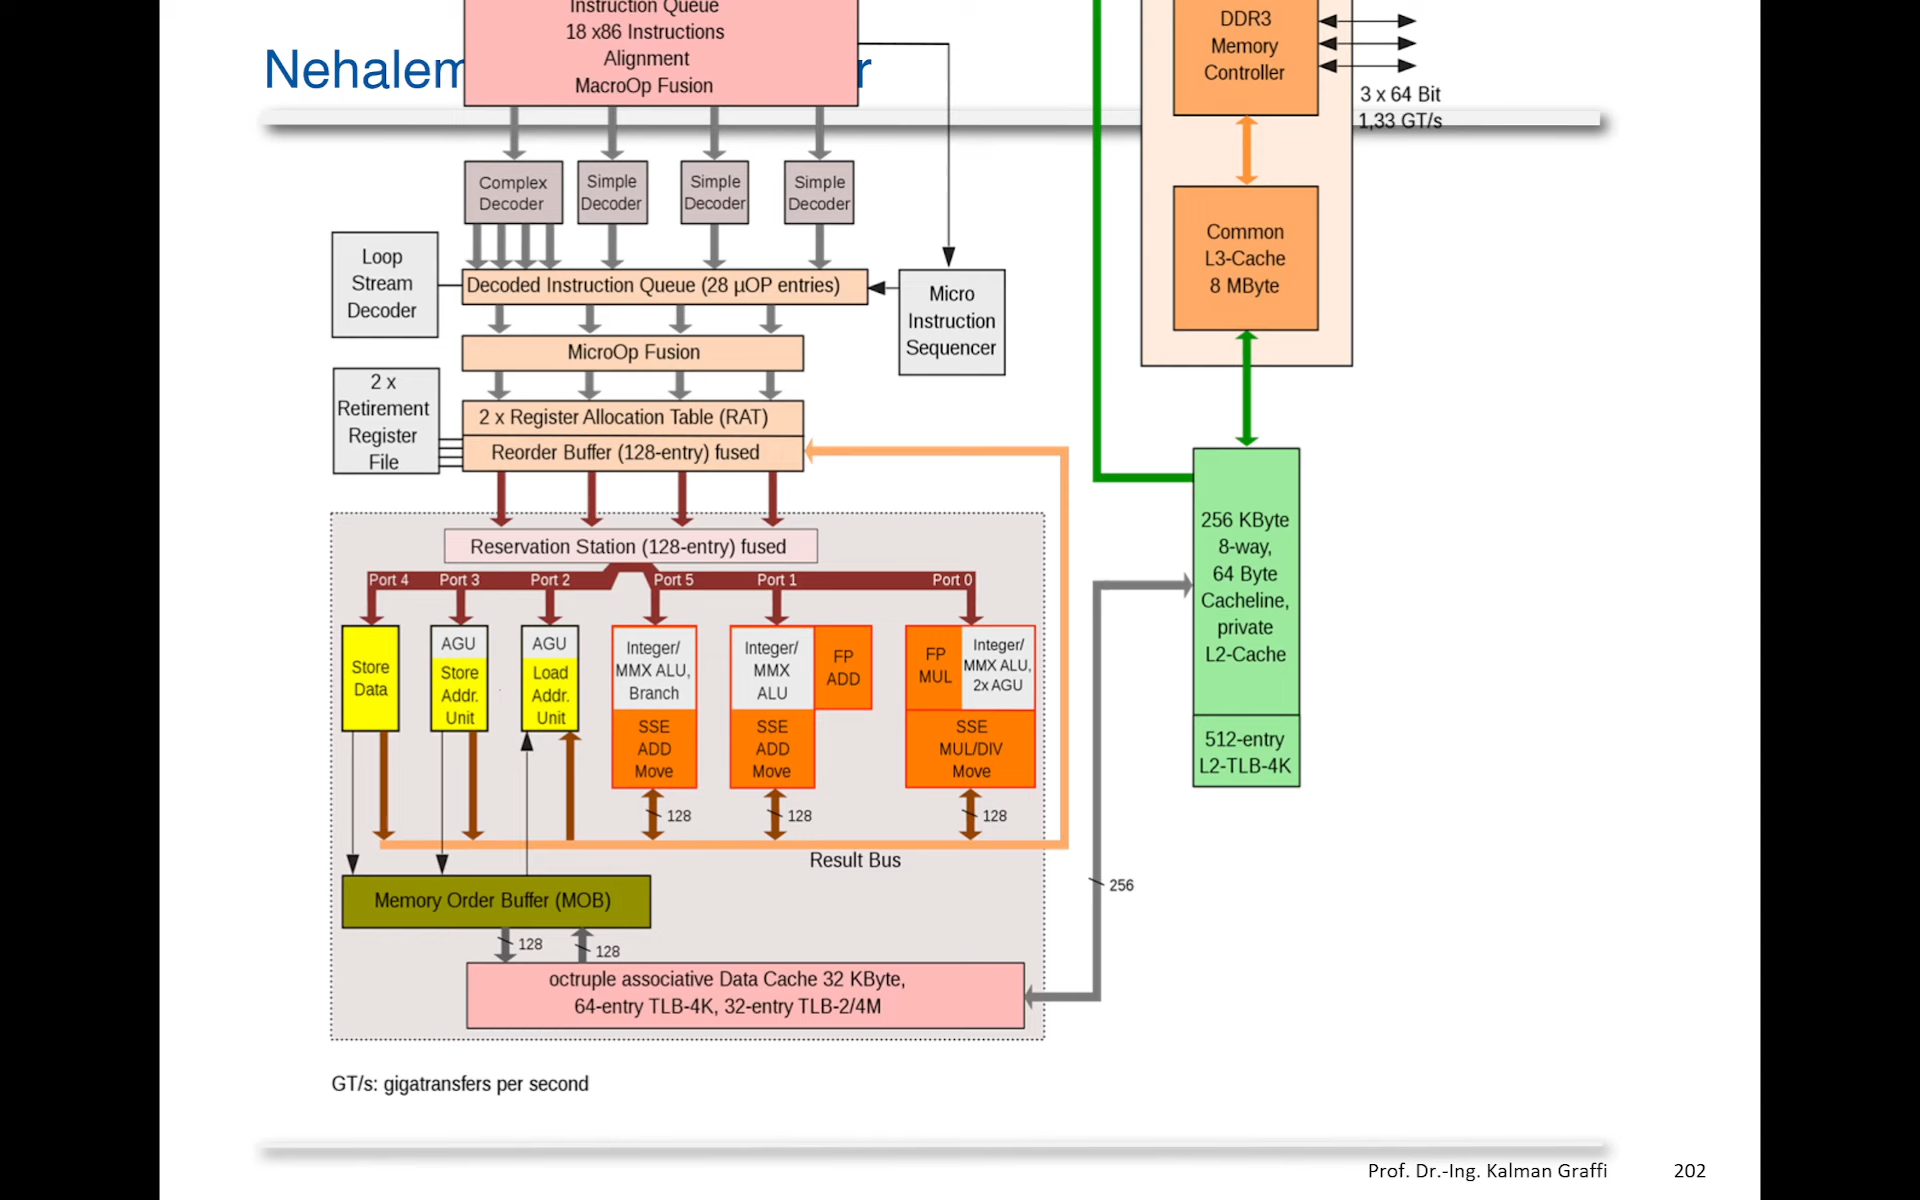 Instruction Queue
18 x86 Instructions
Alignment
MacroOp Fusion
Nehalem
r
DDR3
Memory
Controller
3 x 64 Bit
1,33 GT/s
Complex
Decoder
Simple
Decoder
Simple
Decoder
Simple
Decoder
Common
L3-Cache
8 MByte
Loop
Stream
Decoder
Decoded Instruction Queue (28 µOP entries)
Micro
Instruction
Sequencer
MicroOp Fusion
2 x
Retirement
Register
File
2 x Register Allocation Table (RAT)
Reorder Buffer (128-entry) fused
Reservation Station (128-entry) fused
Port 4
Port 3
Port 2
Port 5
Port 1
Port 0
Store
Data
AGU
Store
Addr.
Unit
AGU
Load
Addr.
Unit
Integer/
MMX ALU,
Branch
SSE
ADD
Move
Integer/
MMX
ALU
FP
ADD
SSE
ADD
Move
FP
MUL
Integer/
MMX ALU,
2x AGU
SSE
MUL/DIV
Move
128
128
128
Result Bus
256 KByte
8-way,
64 Byte
Cacheline,
private
L2-Cache
512-entry
L2-TLB-4K
256
Memory Order Buffer (MOB)
128
128
octruple associative Data Cache 32 KByte,
64-entry TLB-4K, 32-entry TLB-2/4M
GT/s: gigatransfers per second
Prof. Dr.-Ing. Kalman Graffi
202